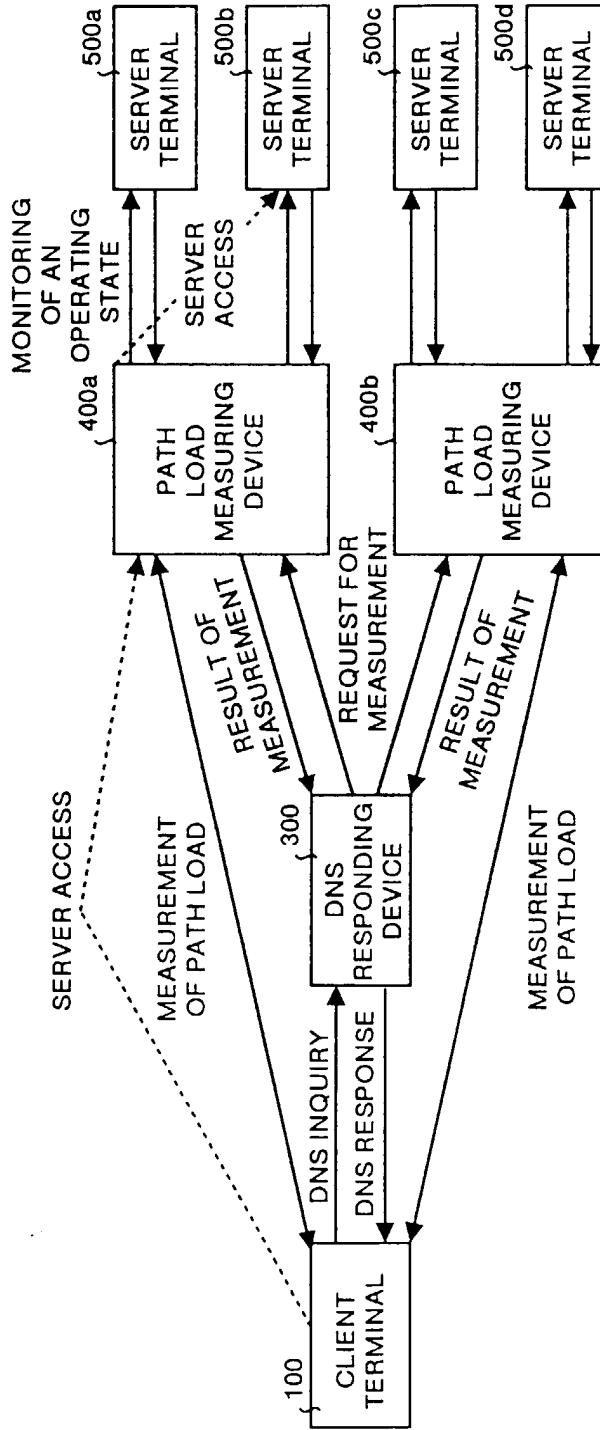 100
CLIENT
TERMINAL
SERVER ACCESS
MEASUREMENT
OF PATH LOAD
DNS INQUIRY
DNS RESPONSE
MEASUREMENT
OF PATH LOAD
300
DNS
RESPONDING
DEVICE
RESULT OF
MEASUREMENT
REQUEST FOR
MEASUREMENT
RESULT OF
MEASUREMENT
400a
PATH
LOAD
MEASURING
DEVICE
400b
PATH
LOAD
MEASURING
DEVICE
MONITORING
OF AN
OPERATING
STATE
SERVER
ACCESS
500a
SERVER
TERMINAL
500b
SERVER
TERMINAL
500c
SERVER
TERMINAL
500d
SERVER
TERMINAL